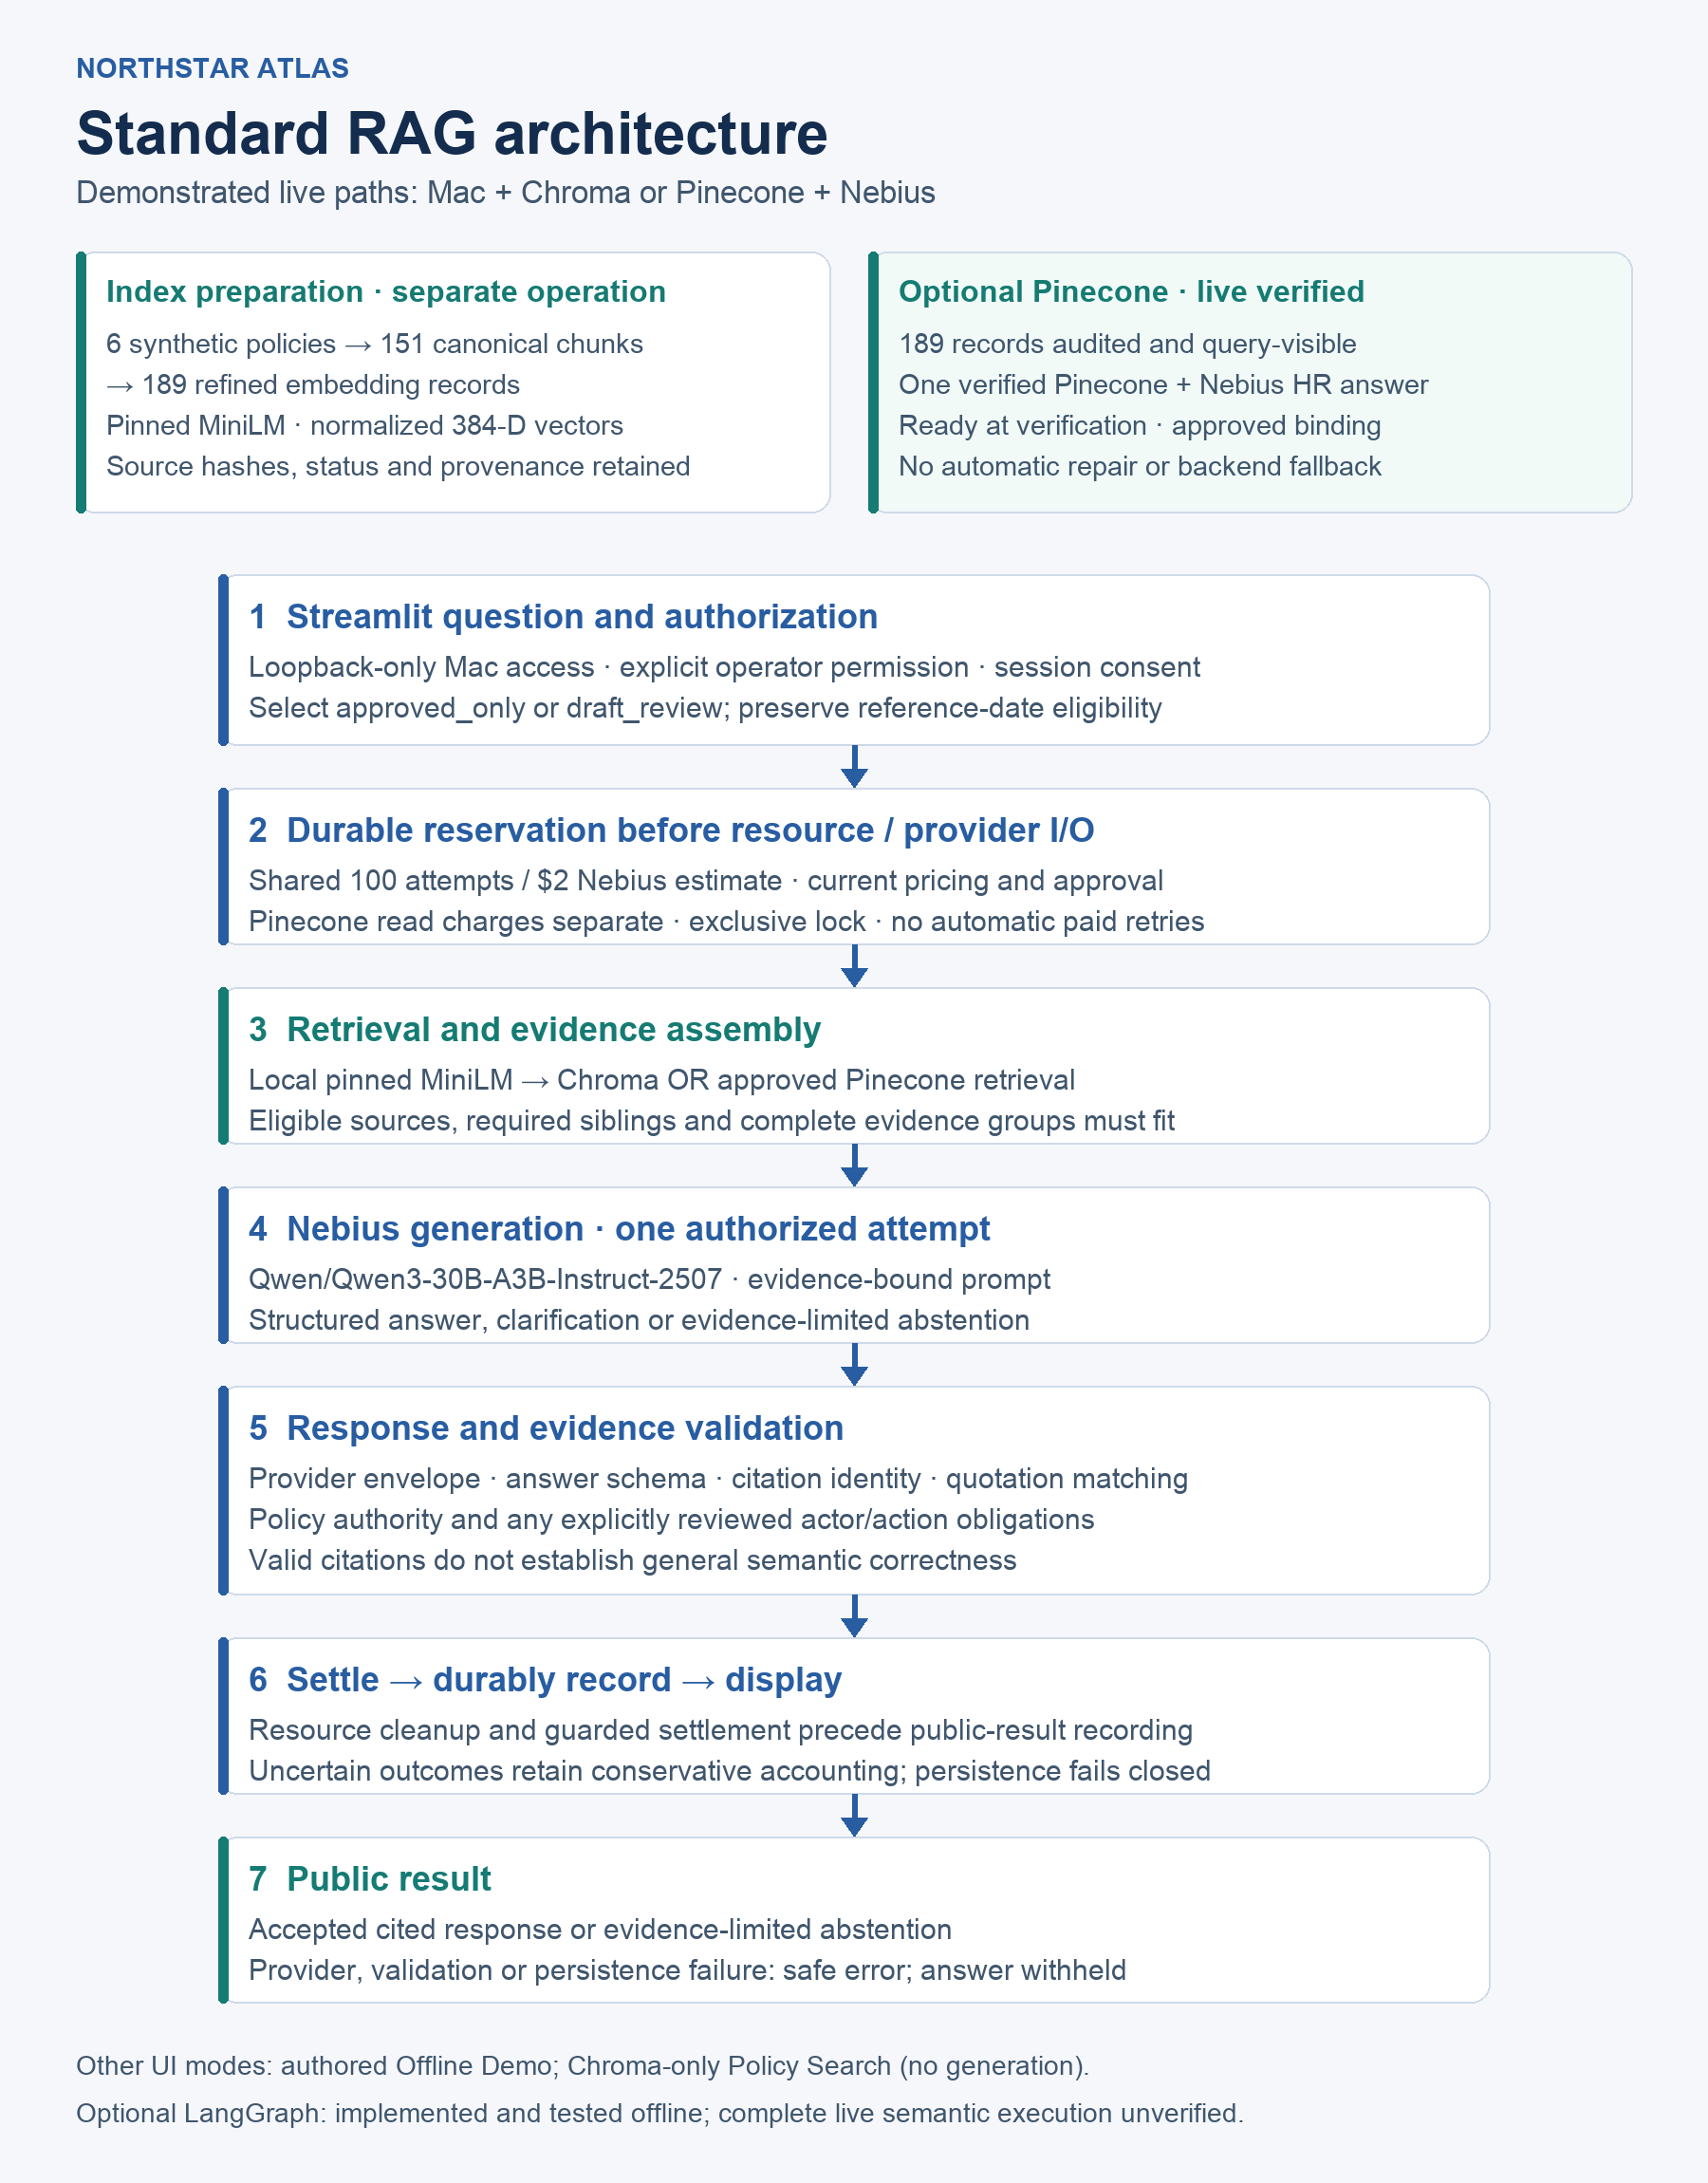 NORTHSTAR ATLAS
Standard RAG architecture
Demonstrated live paths: Mac + Chroma or Pinecone + Nebius
Index preparation · separate operation
6 synthetic policies → 151 canonical chunks
→ 189 refined embedding records
Pinned MiniLM · normalized 384-D vectors
Source hashes, status and provenance retained
Optional Pinecone · live verified
189 records audited and query-visible
One verified Pinecone + Nebius HR answer
Ready at verification · approved binding
No automatic repair or backend fallback
1 Streamlit question and authorization
Loopback-only Mac access · explicit operator permission · session consent
Select approved_only or draft_review; preserve reference-date eligibility
2 Durable reservation before resource / provider I/O
Shared 100 attempts / $2 Nebius estimate · current pricing and approval
Pinecone read charges separate · exclusive lock · no automatic paid retries
3 Retrieval and evidence assembly
Local pinned MiniLM → Chroma OR approved Pinecone retrieval
Eligible sources, required siblings and complete evidence groups must fit
4 Nebius generation · one authorized attempt
Qwen/Qwen3-30B-A3B-Instruct-2507 · evidence-bound prompt
Structured answer, clarification or evidence-limited abstention
5 Response and evidence validation
Provider envelope · answer schema · citation identity · quotation matching
Policy authority and any explicitly reviewed actor/action obligations
Valid citations do not establish general semantic correctness
6 Settle → durably record → display
Resource cleanup and guarded settlement precede public-result recording
Uncertain outcomes retain conservative accounting; persistence fails closed
7 Public result
Accepted cited response or evidence-limited abstention
Provider, validation or persistence failure: safe error; answer withheld
Other UI modes: authored Offline Demo; Chroma-only Policy Search (no generation).
Optional LangGraph: implemented and tested offline; complete live semantic execution unverified.